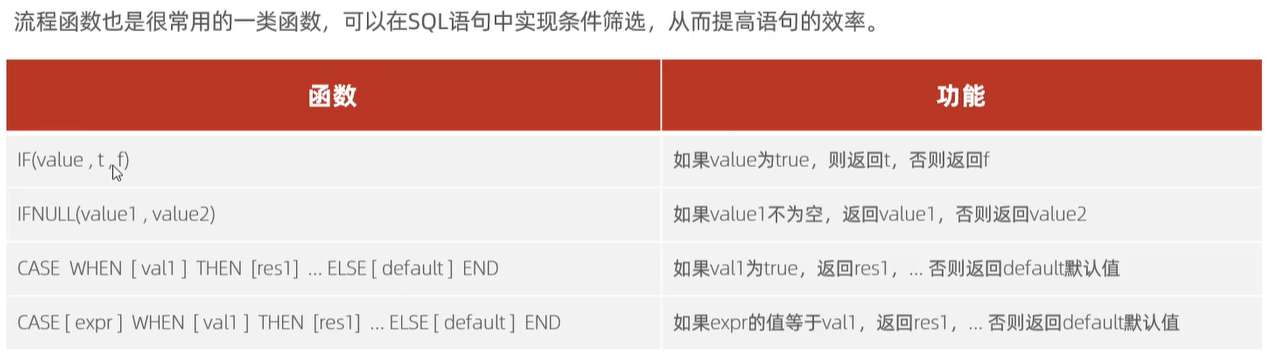 流程函数也是很常用的一类函数，可以在SQL语句中实现条件筛选，从而提高语句的效率。
函数 功能
IF(value , t , f) 如果value为true，则返回t，否则返回f
IFNULL(value1 , value2) 如果value1不为空，返回value1，否则返回value2
CASE WHEN [ val1 ] THEN [res1] ... ELSE [ default ] END 如果val1为true，返回res1，... 否则返回default默认值
CASE [ expr ] WHEN [ val1 ] THEN [res1] ... ELSE [ default ] END 如果expr的值等于val1，返回res1，... 否则返回default默认值